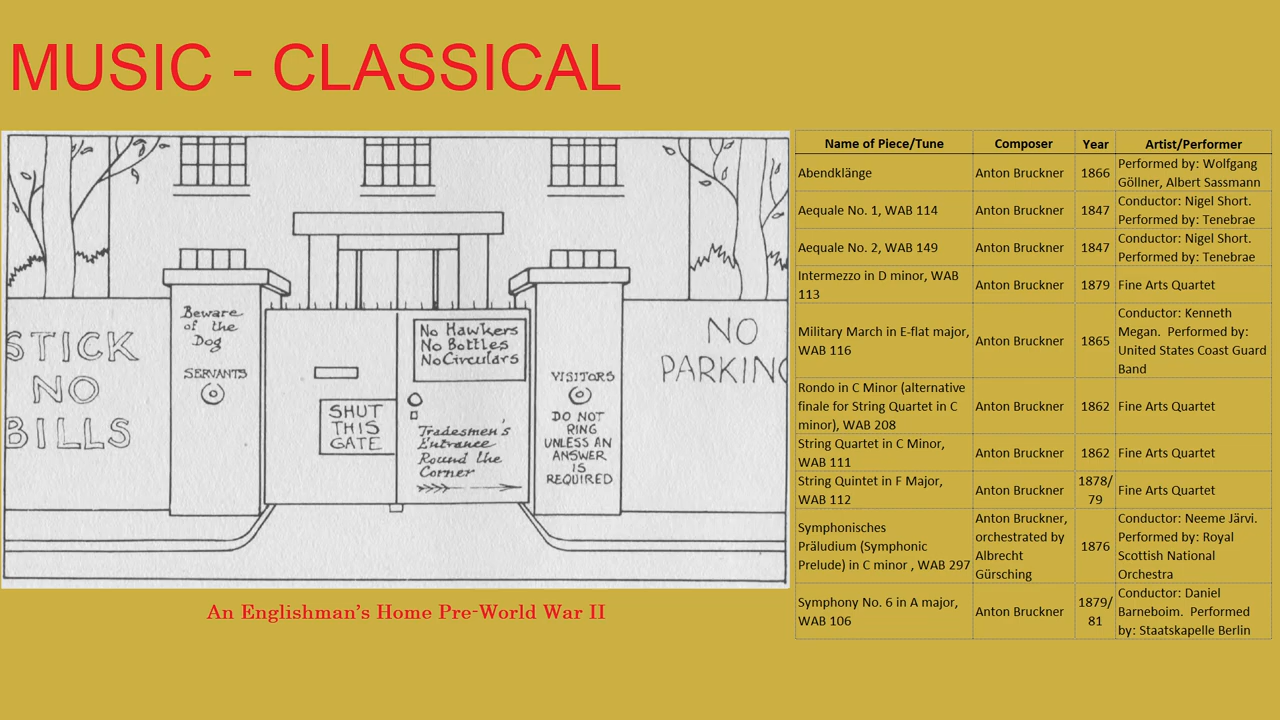 MUSIC - CLASSICAL
STICK
NO
BILLS
Beware
of the
Dog
SERVANTS
SHUT
THIS
GATE
No Hawkers
No Bottles
No Circulars
Tradesmen's
Entrance
Round the
Corner
VISITORS
DO NOT
RING
UNLESS AN
ANSWER
IS
REQUIRED
NO
PARKING
An Englishman's Home Pre-World War II
Name of Piece/Tune Composer Year Artist/Performer
Abendklänge Anton Bruckner 1866 Performed by: Wolfgang
Göllner, Albert Sassmann
Aequale No. 1, WAB 114 Anton Bruckner 1847 Conductor: Nigel Short.
Performed by: Tenebrae
Aequale No. 2, WAB 149 Anton Bruckner 1847 Conductor: Nigel Short.
Performed by: Tenebrae
Intermezzo in D minor, WAB
113 Anton Bruckner 1879 Fine Arts Quartet
Military March in E-flat major,
WAB 116 Anton Bruckner 1865 Conductor: Kenneth
Megan. Performed by:
United States Coast Guard
Band
Rondo in C Minor (alternative
finale for String Quartet in C
minor), WAB 208 Anton Bruckner 1862 Fine Arts Quartet
String Quartet in C Minor,
WAB 111 Anton Bruckner 1862 Fine Arts Quartet
String Quintet in F Major,
WAB 112 Anton Bruckner 1878/
79 Fine Arts Quartet
Symphonisches
Präludium (Symphonic
Prelude) in C minor , WAB 297 Anton Bruckner,
orchestrated by
Albrecht
Gürsching 1876 Conductor: Neeme Järvi.
Performed by: Royal
Scottish National
Orchestra
Symphony No. 6 in A major,
WAB 106 Anton Bruckner 1879/
81 Conductor: Daniel
Barneboim. Performed
by: Staatskapelle Berlin